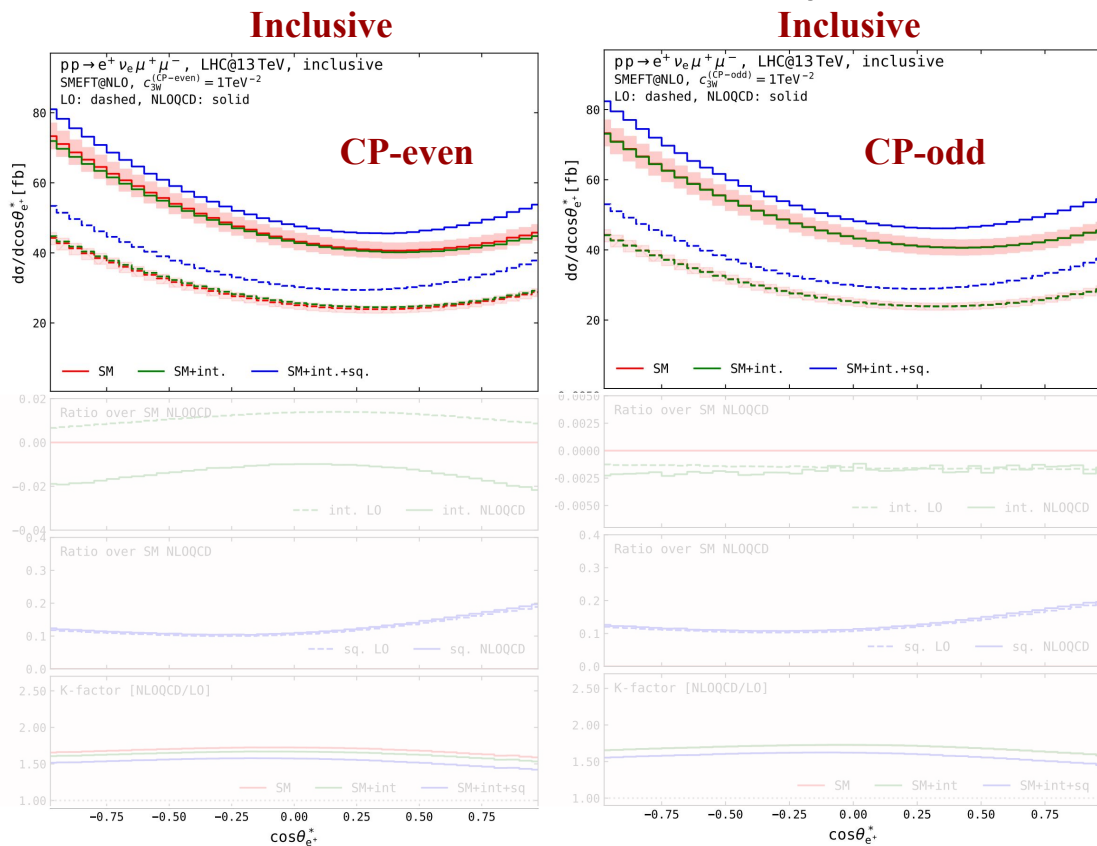 Inclusive
pp→e⁺νₑμ⁺μ⁻, LHC@13TeV, inclusive
SMEFT@NLO, c₃W^(CP-even) = 1TeV⁻²
LO: dashed, NLOQCD: solid
CP-even
dσ/dcosθ*ₑ⁺[fb]
80
60
40
20
SM SM+int. SM+int.+sq.
Ratio over SM NLOQCD
0.02
0.00
−0.02
−0.04
int. LO int. NLOQCD
Ratio over SM NLOQCD
0.4
0.3
0.2
0.1
0.0
sq. LO sq. NLOQCD
K-factor [NLOQCD/LO]
2.50
2.00
1.50
1.00
SM SM+int SM+int+sq
−0.75 −0.50 −0.25 0.00 0.25 0.50 0.75
cosθ*ₑ⁺
Inclusive
pp→e⁺νₑμ⁺μ⁻, LHC@13TeV, inclusive
SMEFT@NLO, c₃W^(CP-odd) = 1TeV⁻²
LO: dashed, NLOQCD: solid
CP-odd
dσ/dcosθ*ₑ⁺[fb]
80
60
40
20
SM SM+int. SM+int.+sq.
Ratio over SM NLOQCD
0.0050
0.0025
0.0000
−0.0025
−0.0050
int. LO int. NLOQCD
Ratio over SM NLOQCD
0.4
0.3
0.2
0.1
0.0
sq. LO sq. NLOQCD
K-factor [NLOQCD/LO]
2.50
2.00
1.50
1.00
SM SM+int SM+int+sq
−0.75 −0.50 −0.25 0.00 0.25 0.50 0.75
cosθ*ₑ⁺